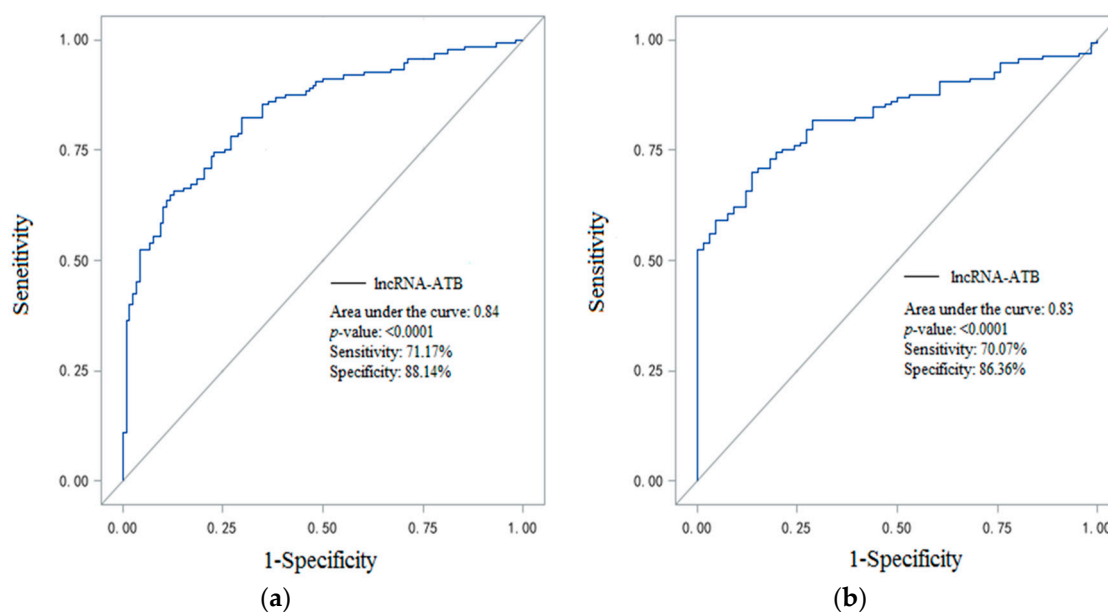 1.00
0.75
0.50
0.25
0.00
Seneitivity
lncRNA-ATB
Area under the curve: 0.84
p-value: <0.0001
Sensitivity: 71.17%
Specificity: 88.14%
0.00 0.25 0.50 0.75 1.00
1-Specificity
(a)
1.00
0.75
0.50
0.25
0.00
Sensitivity
lncRNA-ATB
Area under the curve: 0.83
p-value: <0.0001
Sensitivity: 70.07%
Specificity: 86.36%
0.00 0.25 0.50 0.75 1.00
1-Specificity
(b)